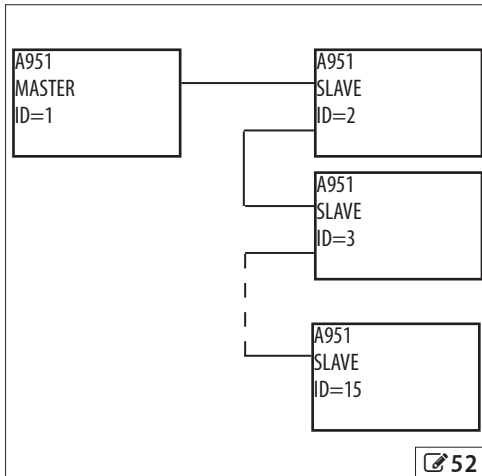 A951
MASTER
ID=1
A951
SLAVE
ID=2
A951
SLAVE
ID=3
A951
SLAVE
ID=15
52